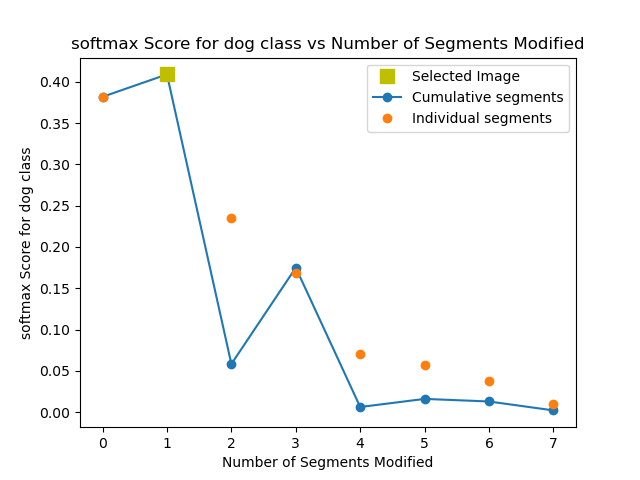 softmax Score for dog class vs Number of Segments Modified
Selected Image
Cumulative segments
Individual segments
0.40
0.35
0.30
0.25
0.20
0.15
0.10
0.05
0.00
softmax Score for dog class
0 1 2 3 4 5 6 7
Number of Segments Modified